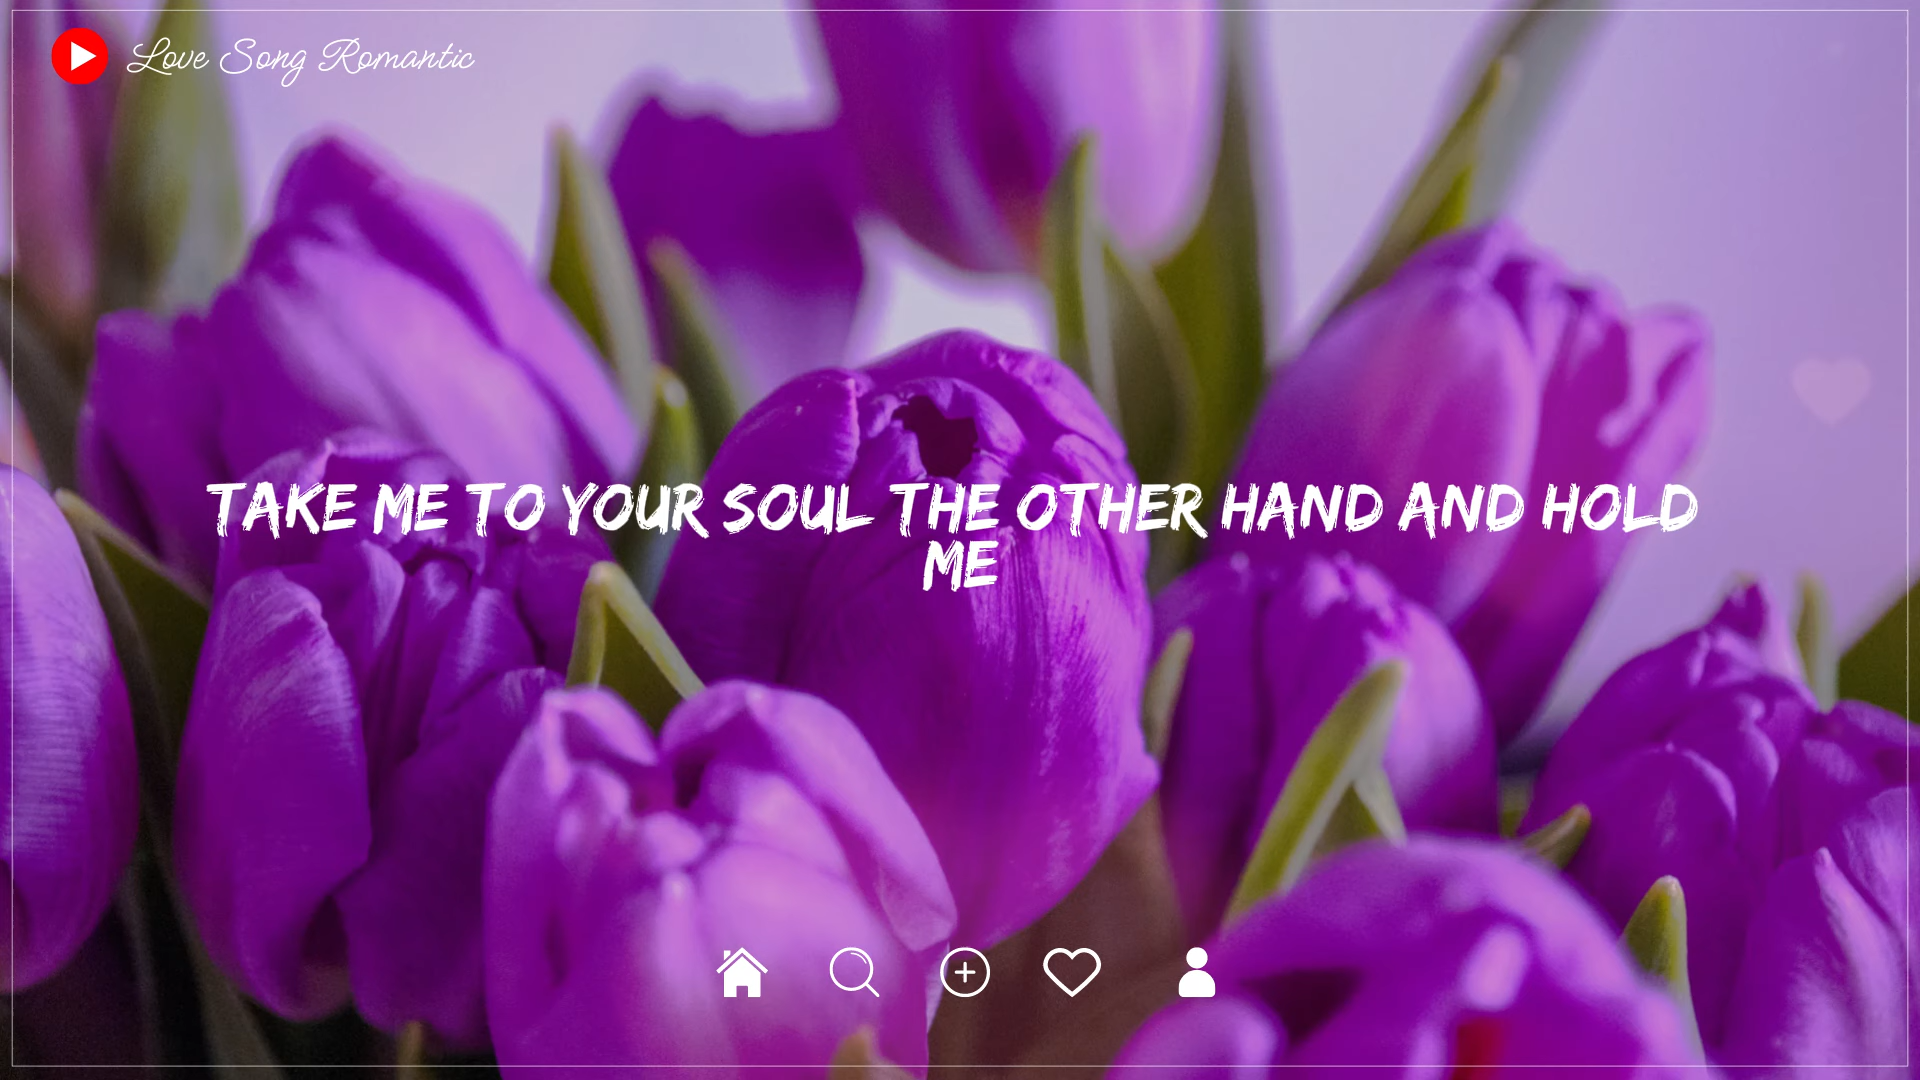 Love Song Romantic
TAKE ME TO YOUR SOUL THE OTHER HAND AND HOLD
ME